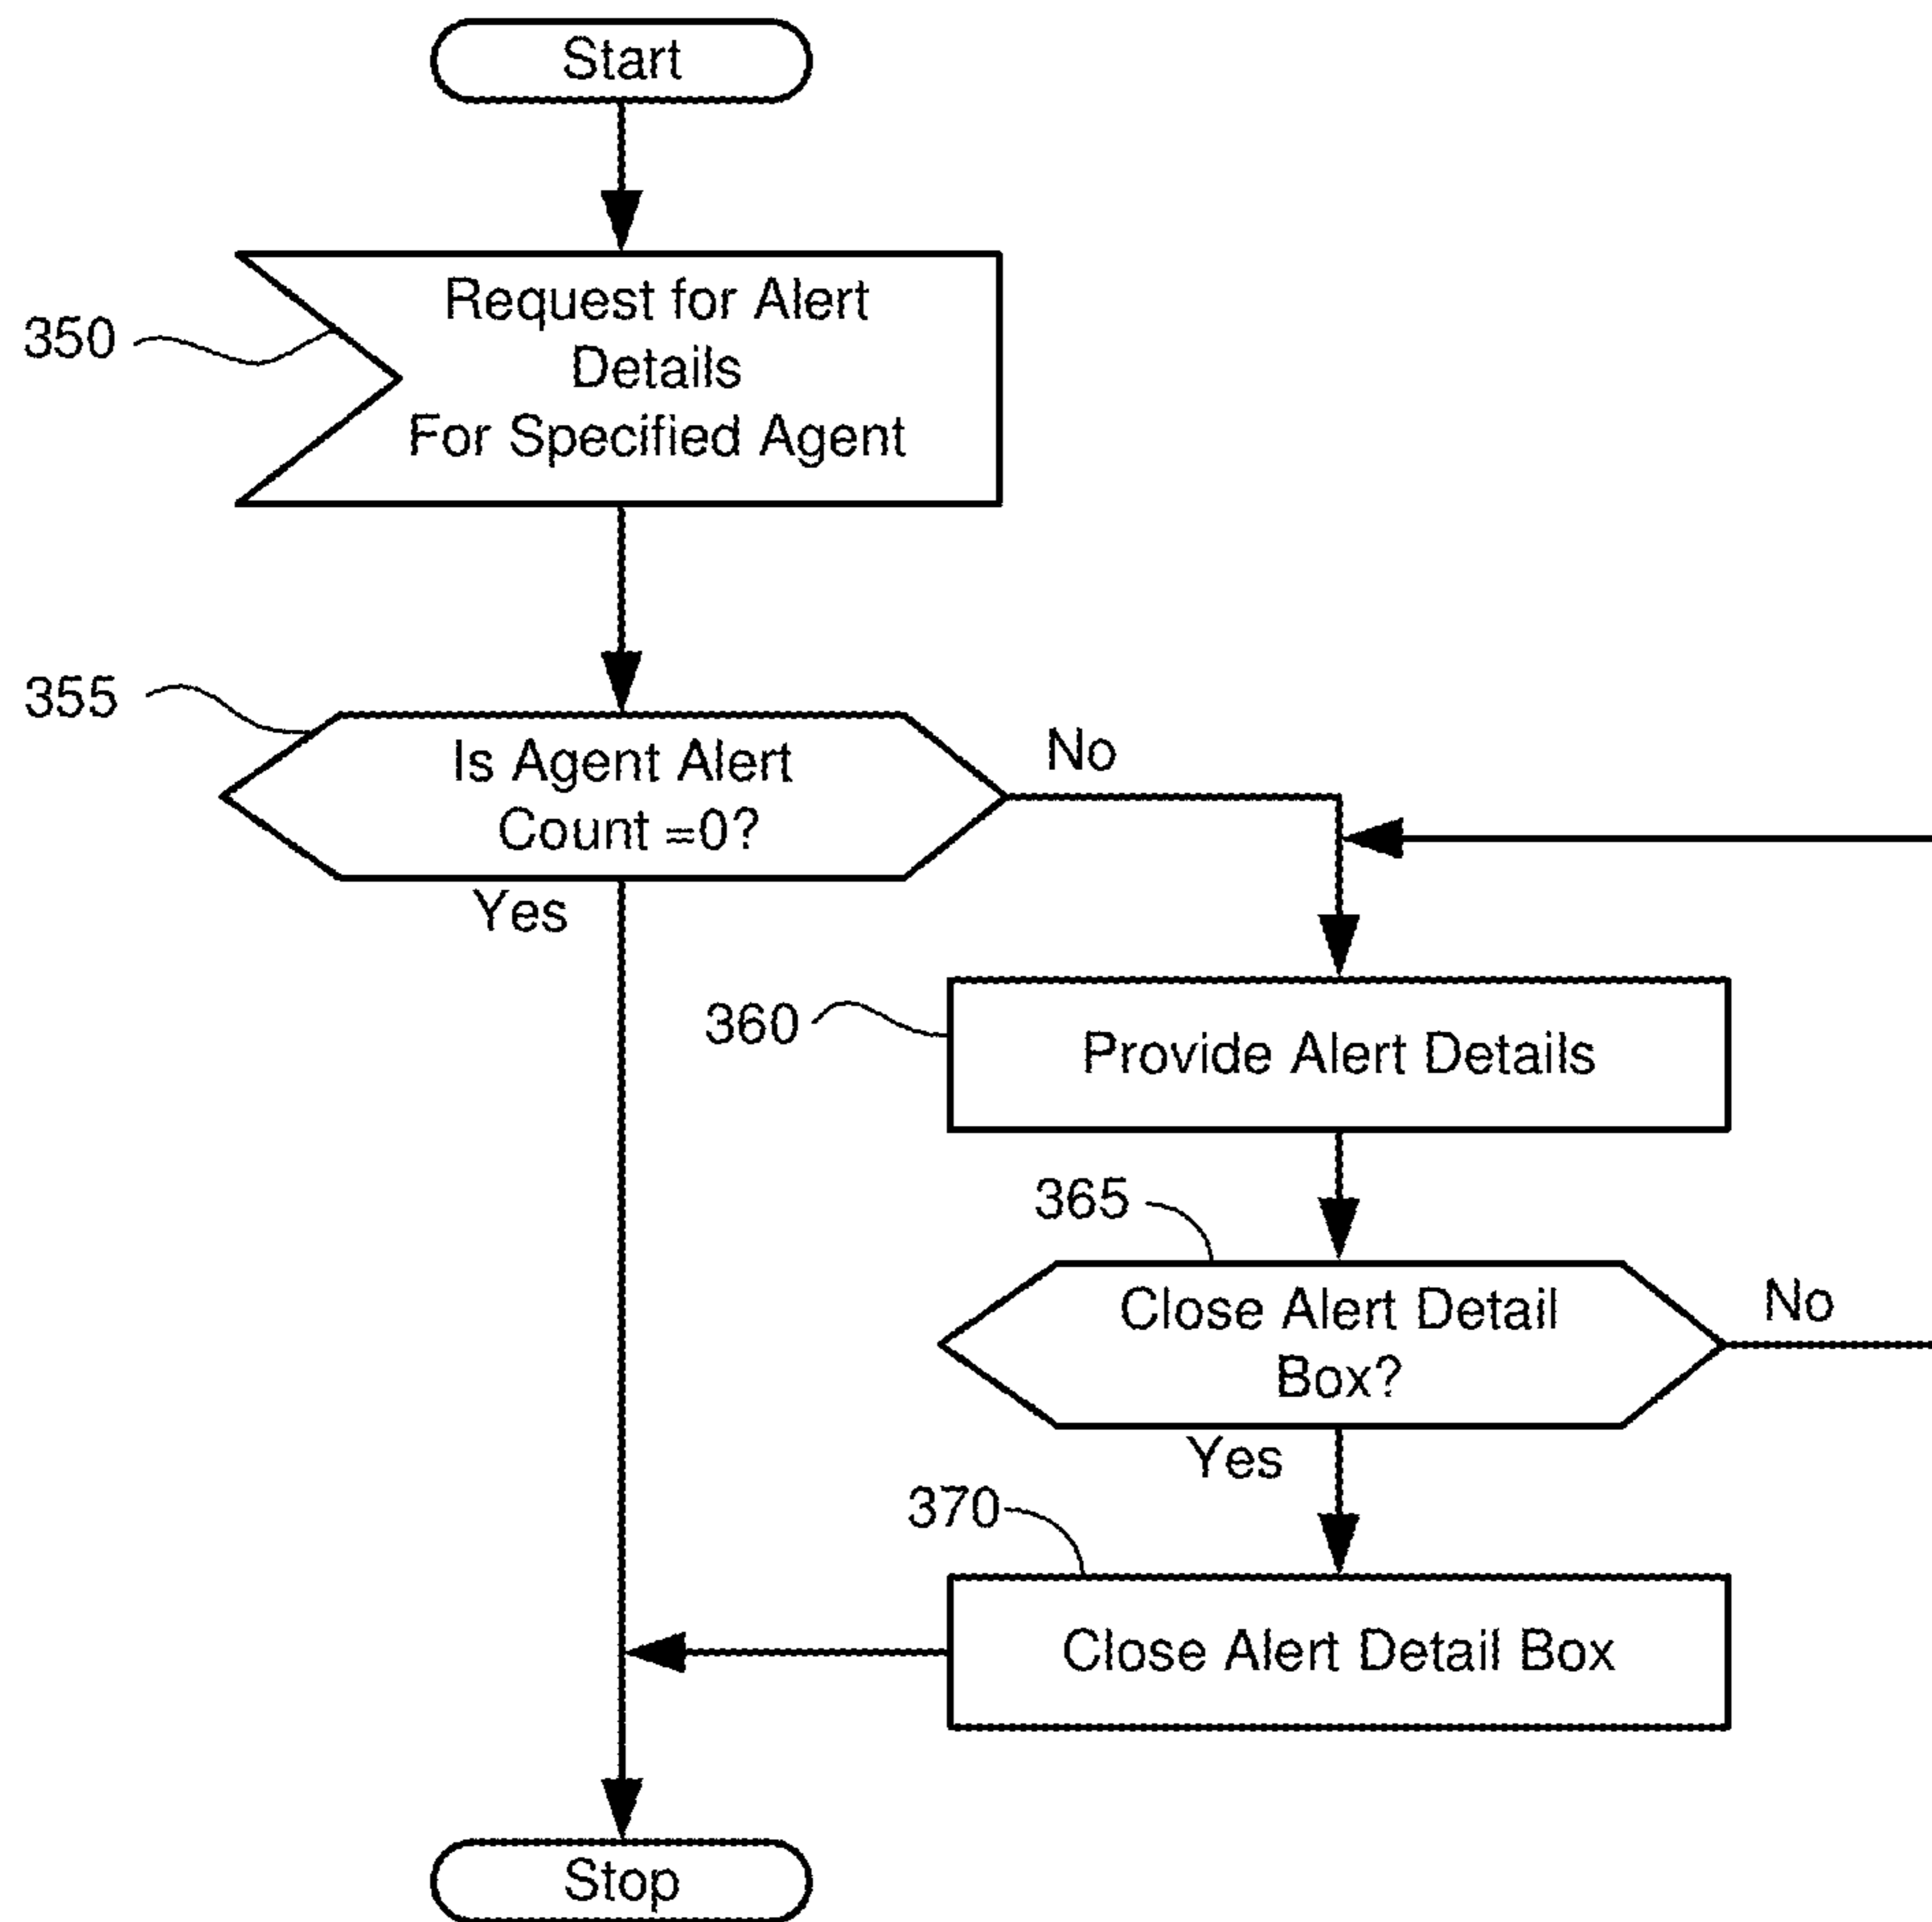 Start
350
Request for Alert
Details
For Specified Agent
355
Is Agent Alert
Count =0?
No
Yes
360
Provide Alert Details
365
Close Alert Detail
Box?
No
Yes
370
Close Alert Detail Box
Stop